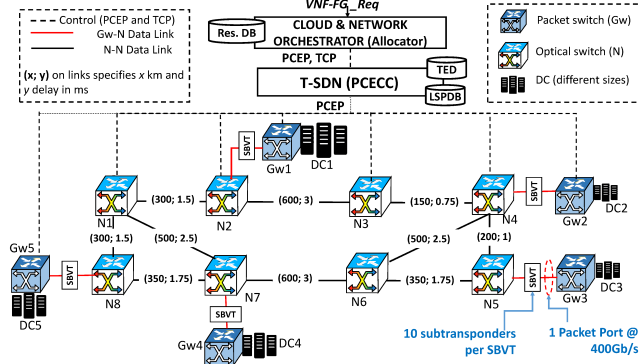 VNF-FG_Req
Control (PCEP and TCP)
Gw-N Data Link
N-N Data Link
(x; y) on links specifies x km and
y delay in ms
Res. DB
CLOUD & NETWORK
ORCHESTRATOR (Allocator)
PCEP, TCP
TED
T-SDN (PCECC)
LSPDB
PCEP
Packet switch (Gw)
Optical switch (N)
DC (different sizes)
SBVT
Gw1
DC1
N1
(300; 1.5)
N2
(600; 3)
N3
(150; 0.75)
N4
SBVT
Gw2
DC2
(300; 1.5)
(500; 2.5)
(500; 2.5)
(200; 1)
Gw5
SBVT
DC5
N8
(350; 1.75)
N7
(600; 3)
N6
(350; 1.75)
N5
SBVT
Gw3
DC3
SBVT
Gw4
DC4
10 subtransponders
per SBVT
1 Packet Port @
400Gb/s